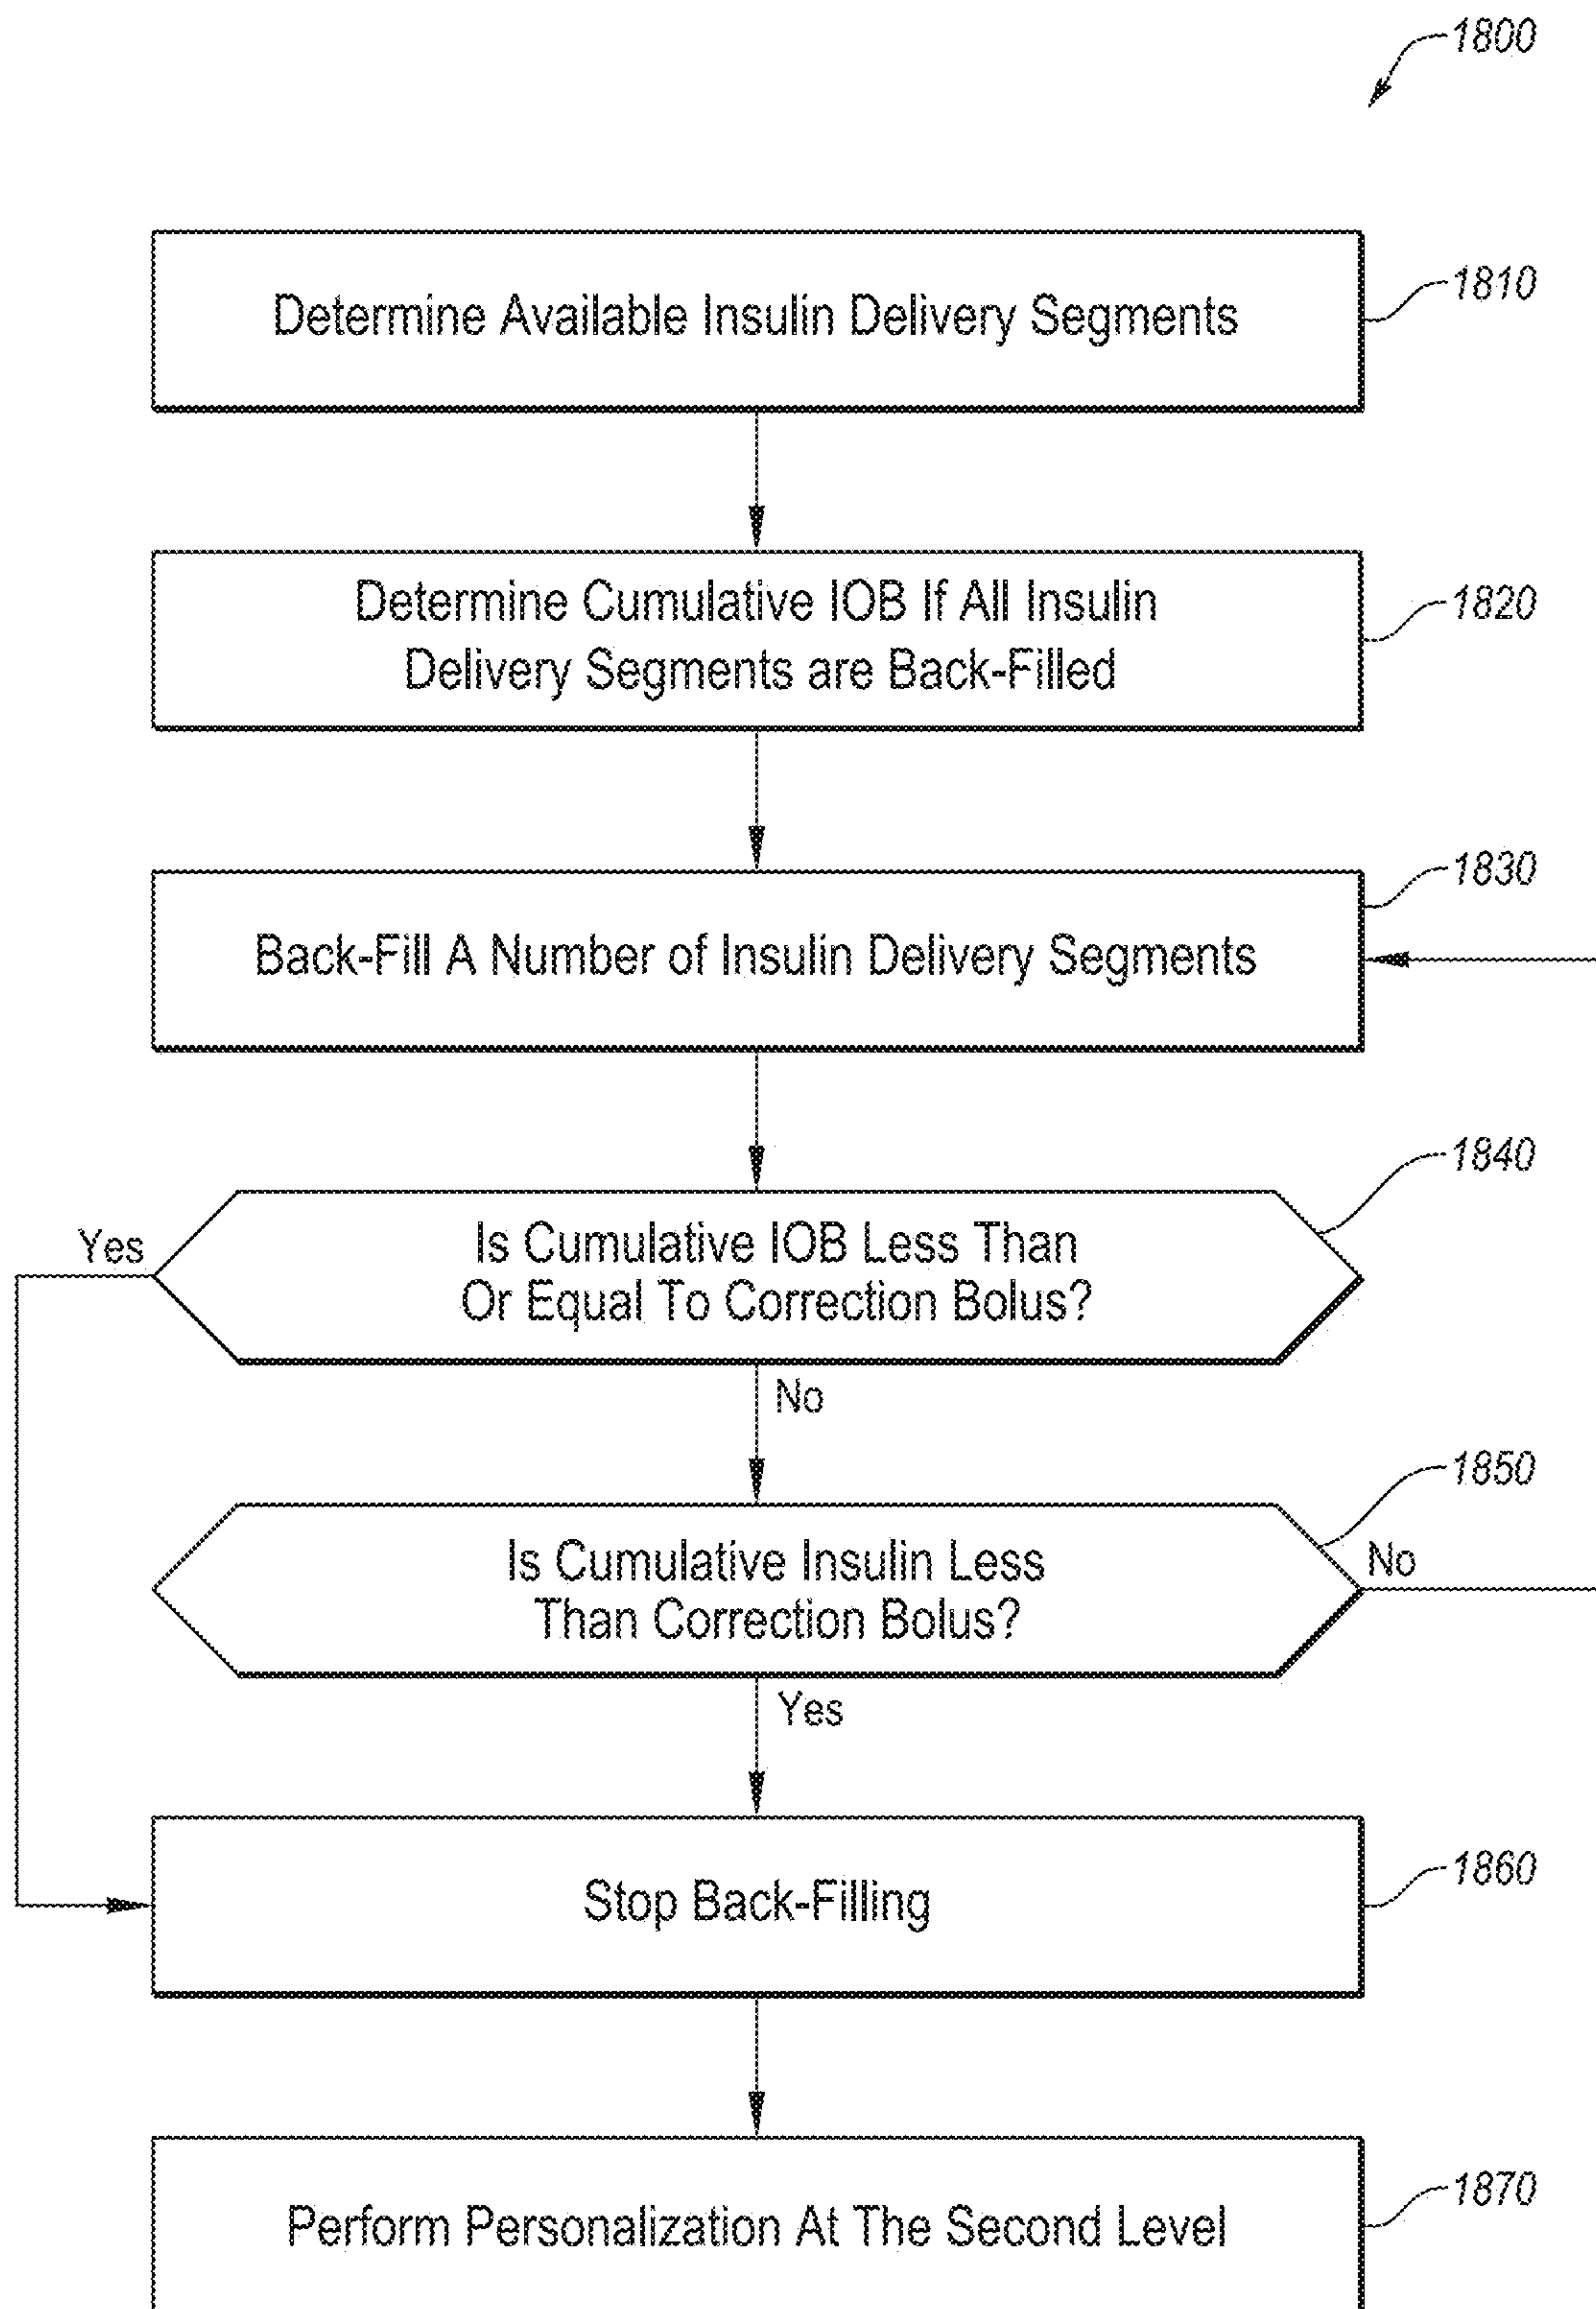 1800
Determine Available Insulin Delivery Segments
1810
Determine Cumulative IOB If All Insulin
Delivery Segments are Back-Filled
1820
1830
Back-Fill A Number of Insulin Delivery Segments
1840
Yes
Is Cumulative IOB Less Than
Or Equal To Correction Bolus?
No
1850
Is Cumulative Insulin Less
Than Correction Bolus?
No
Yes
1860
Stop Back-Filling
1870
Perform Personalization At The Second Level